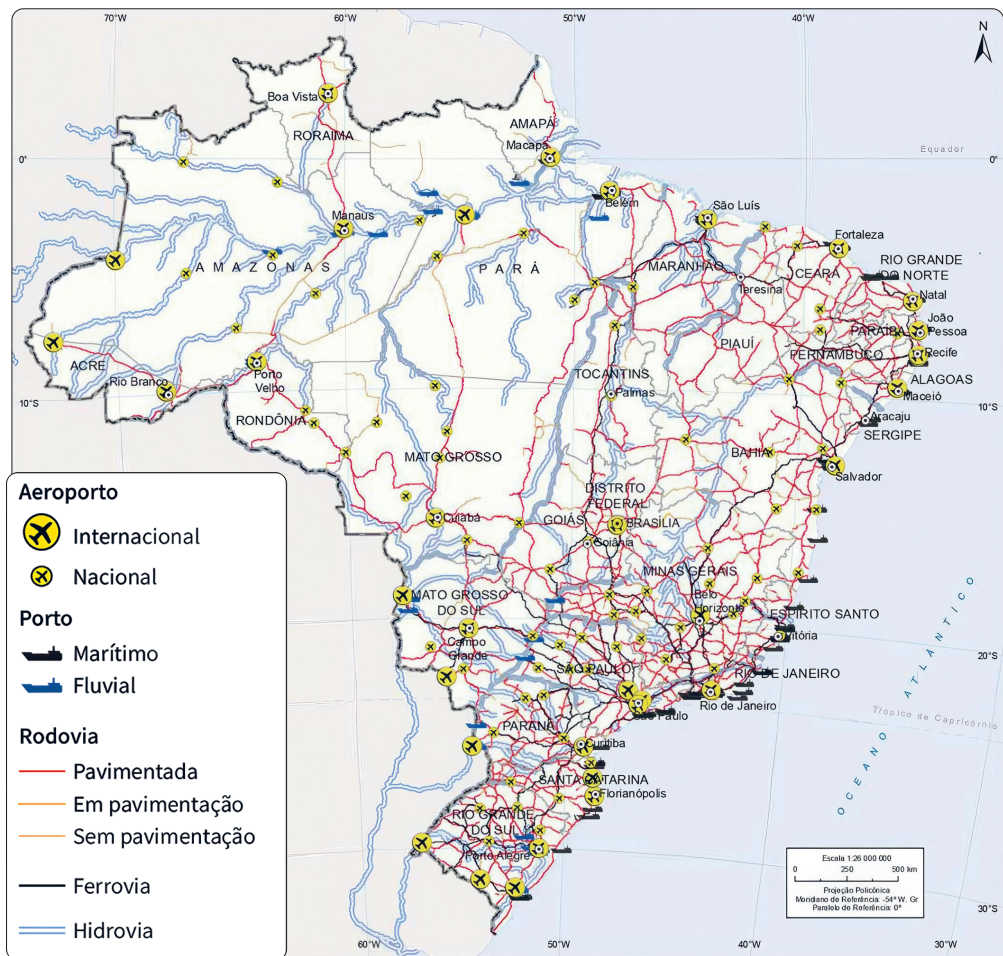 70°W
60°W
50°W
40°W
N
Boa Vista
RORAIMA
AMAPÁ
Macapá
0°
Equador
Belém
São Luís
Manaus
Fortaleza
AMAZONAS
PARÁ
MARANHÃO
CEARÁ
RIO GRANDE
DO NORTE
Teresina
Natal
João
Pessoa
PARAÍBA
PIAUÍ
PERNAMBUCO
Recife
ACRE
Rio Branco
Porto
Velho
TOCANTINS
Palmas
ALAGOAS
Maceió
10°S
10°S
RONDÔNIA
Aracaju
SERGIPE
MATO GROSSO
BAHIA
Salvador
DISTRITO
FEDERAL
Cuiabá
GOIÁS
BRASÍLIA
Goiânia
MINAS GERAIS
MATO GROSSO
DO SUL
Belo
Horizonte
ESPÍRITO SANTO
Vitória
Campo
Grande
20°S
SÃO PAULO
RIO DE JANEIRO
São Paulo
Rio de Janeiro
OCEANO ATLÂNTICO
Trópico de Capricórnio
PARANÁ
Curitiba
SANTA CATARINA
Florianópolis
RIO GRANDE
DO SUL
Porto Alegre
30°S
60°W
50°W
40°W
30°W
Aeroporto
Internacional
Nacional
Porto
Marítimo
Fluvial
Rodovia
Pavimentada
Em pavimentação
Sem pavimentação
Ferrovia
Hidrovia
Escala 1:26 000 000
0 250 500 km
Projeção Policônica
Meridiano de Referência: -54º W. Gr
Paralelo de Referência: 0º